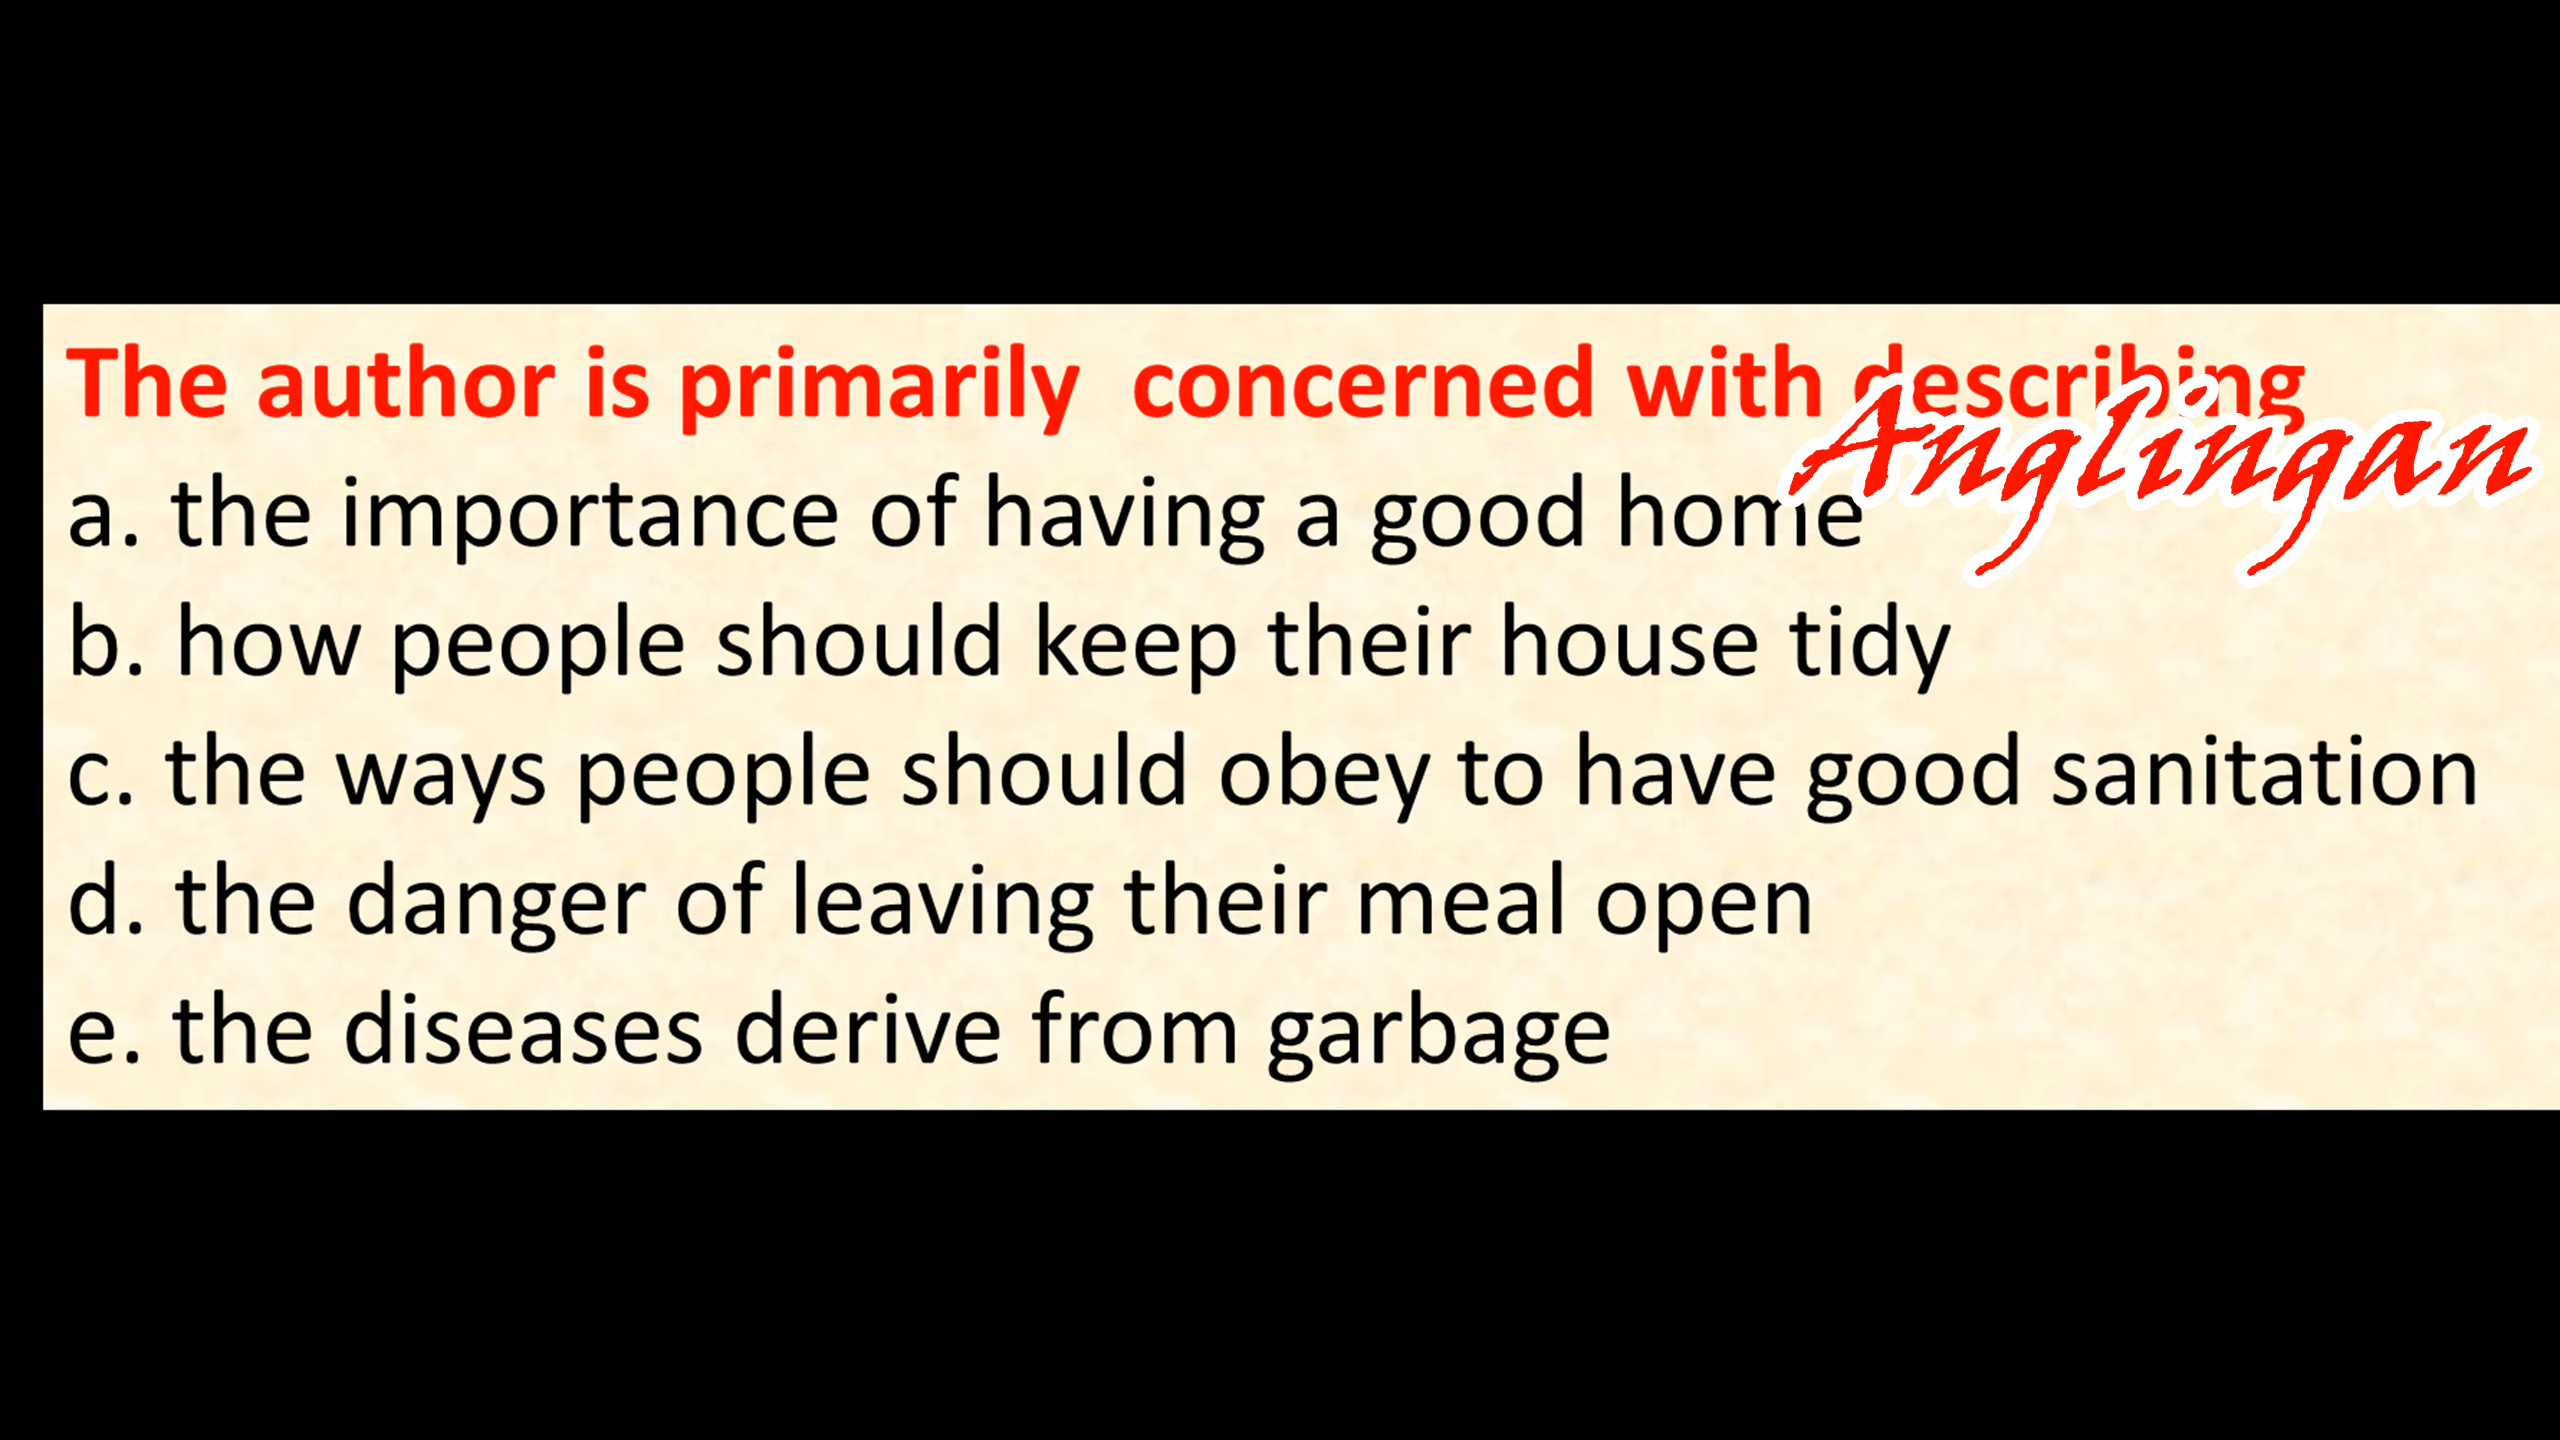 The author is primarily  concerned with describing
Anglingan
a. the importance of having a good home
b. how people should keep their house tidy
c. the ways people should obey to have good sanitation
d. the danger of leaving their meal open
e. the diseases derive from garbage